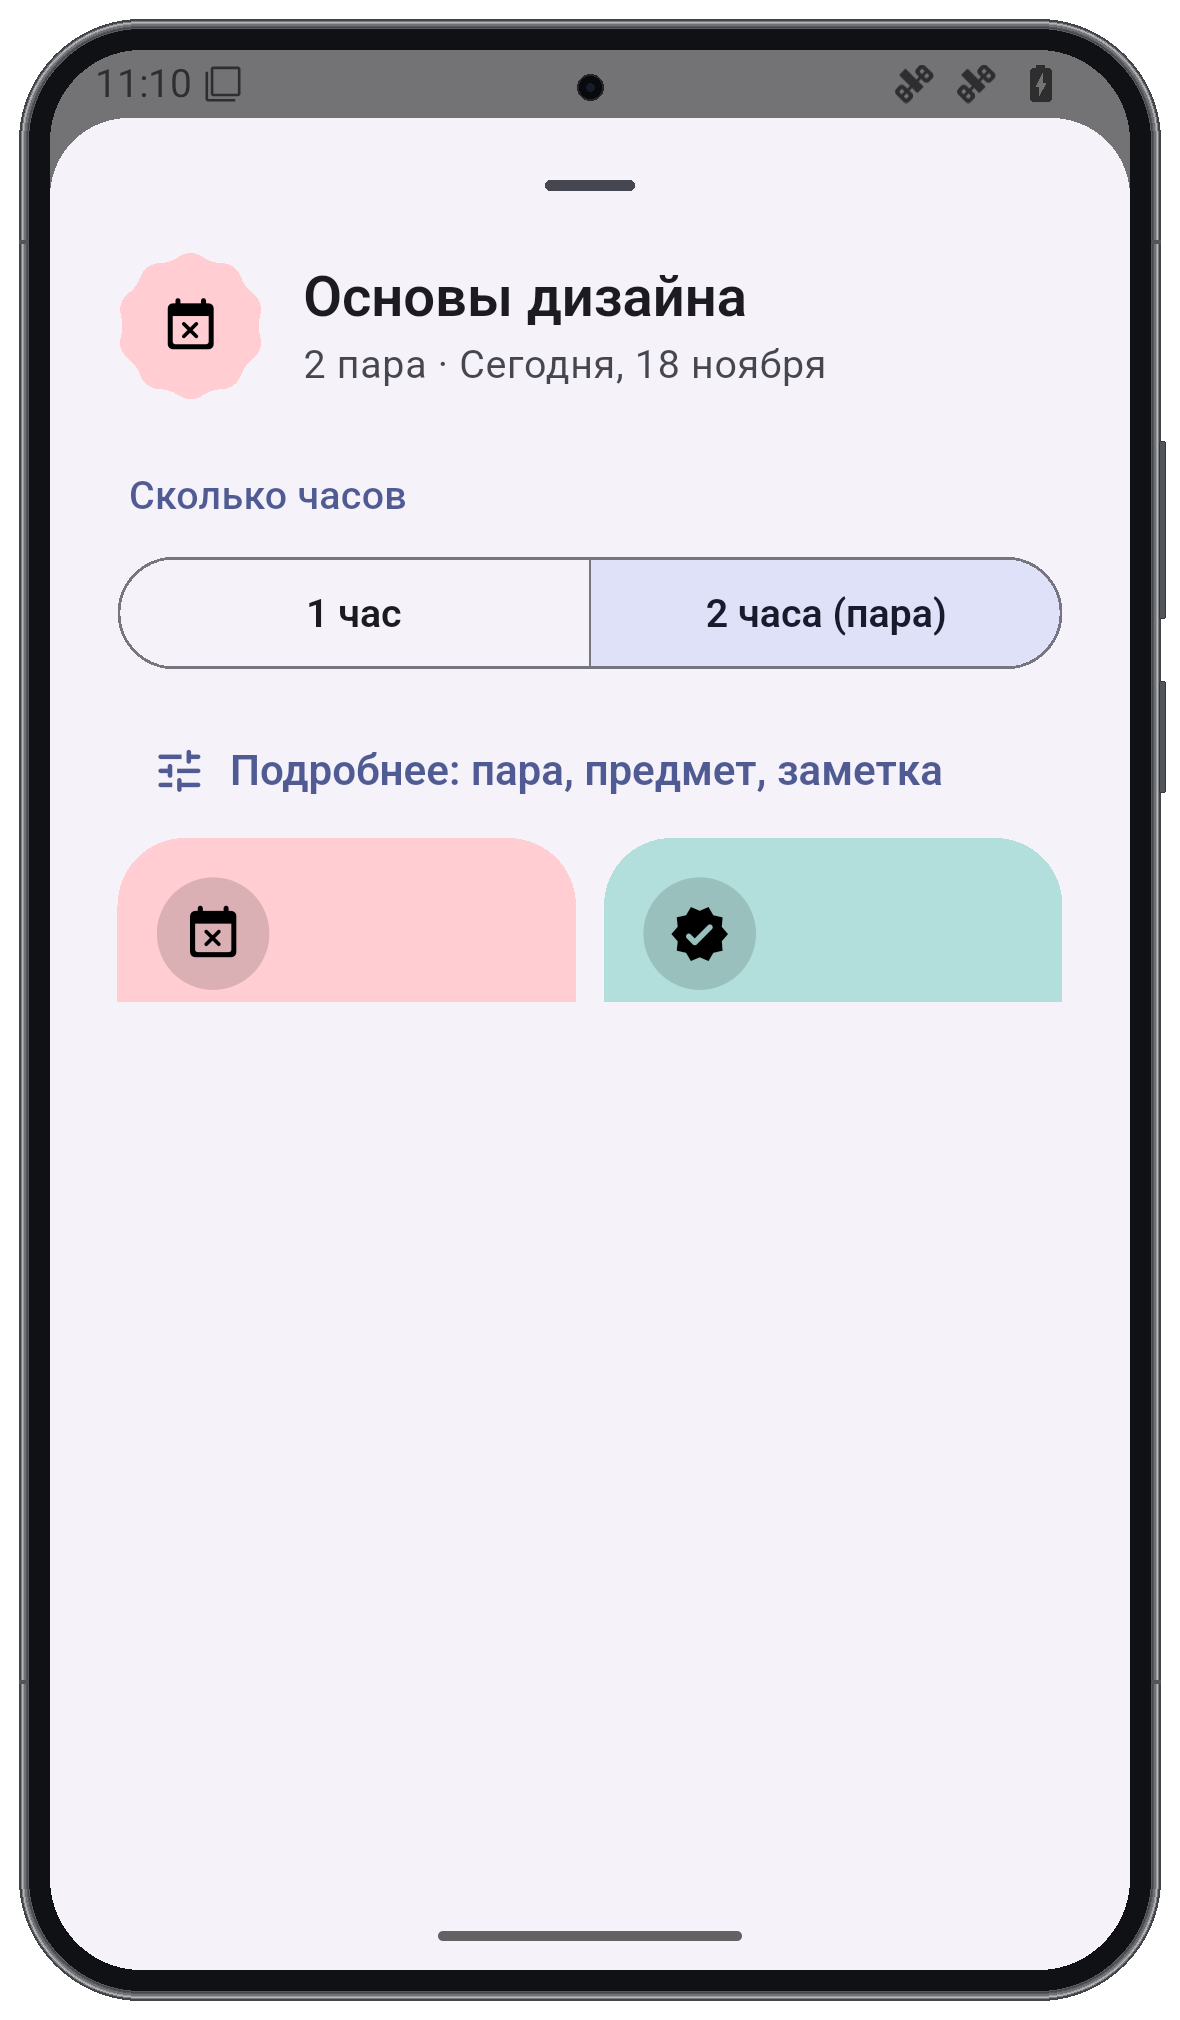 11:10
Основы дизайна
2 пара · Сегодня, 18 ноября
Сколько часов
1 час
2 часа (пара)
Подробнее: пара, предмет, заметка